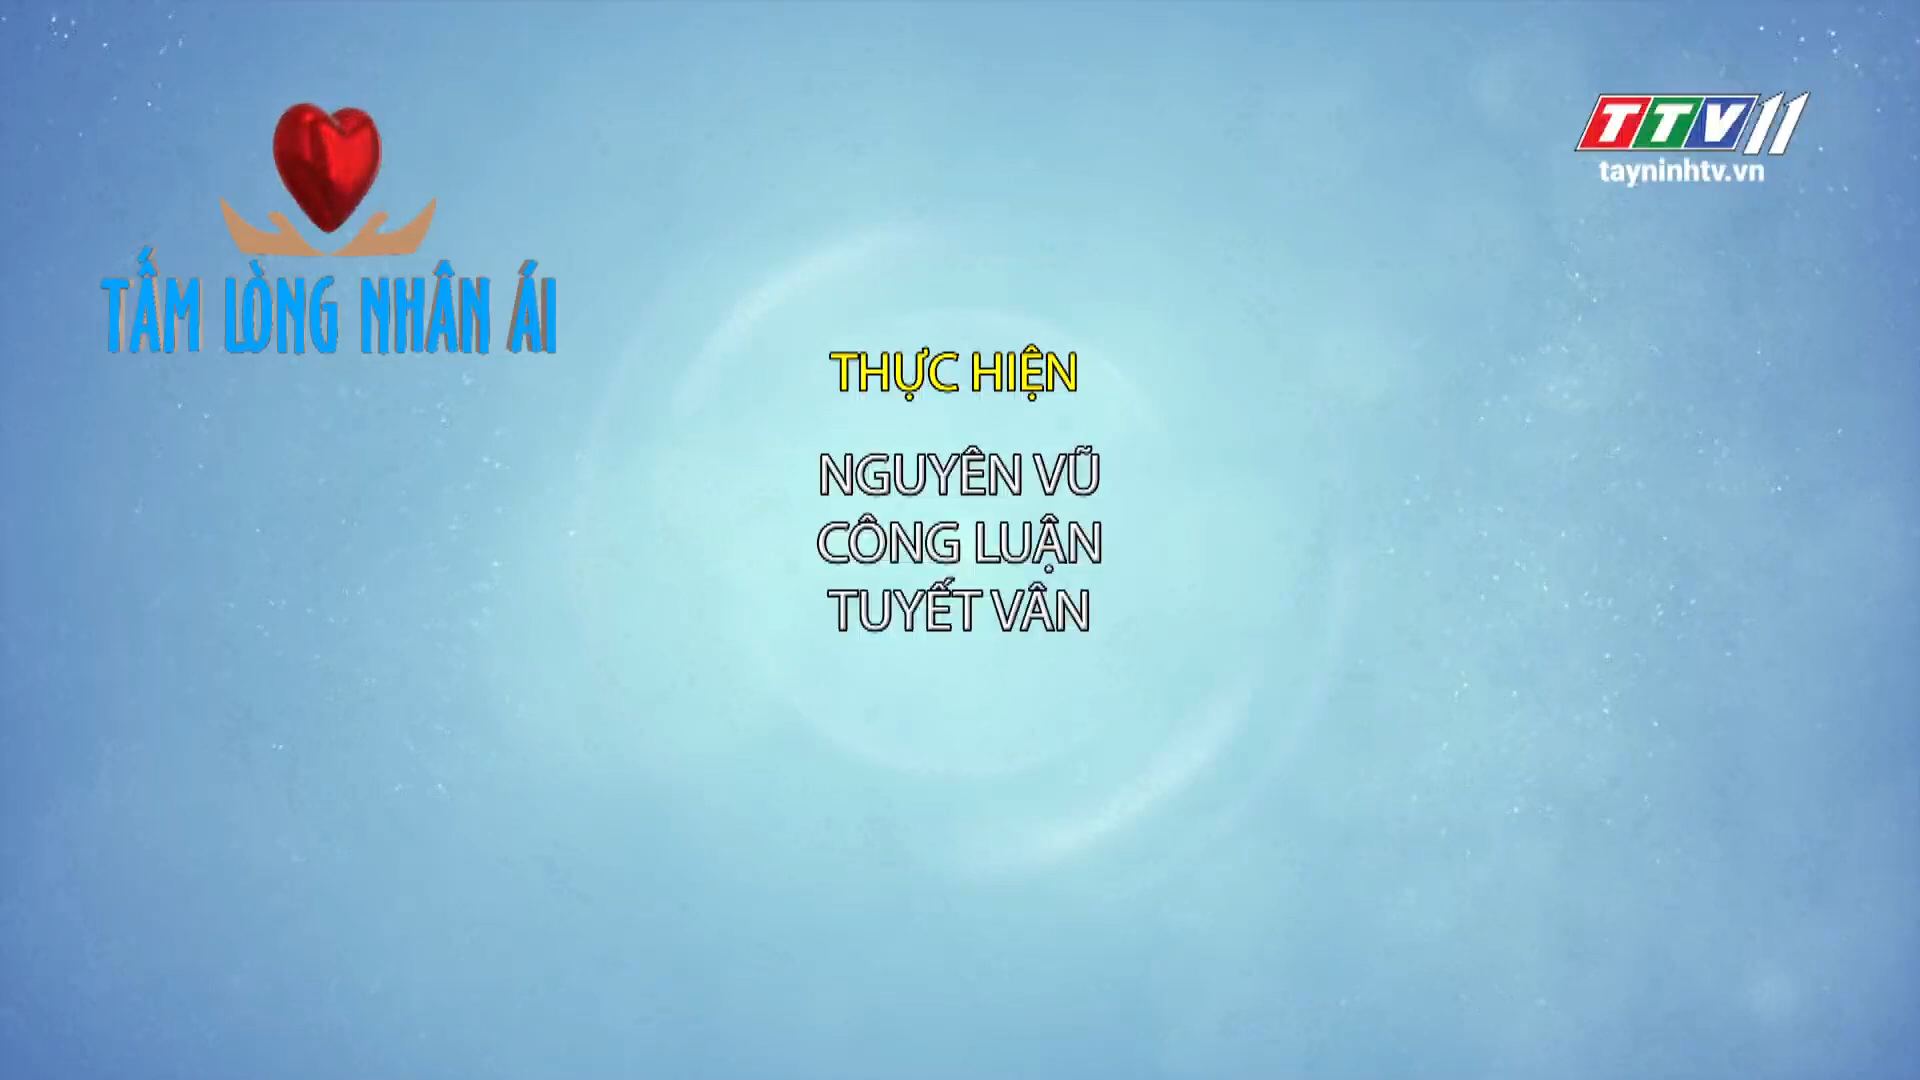 TTV11
tayninhtv.vn
TẤM LÒNG NHÂN ÁI
THỰC HIỆN
NGUYÊN VŨ
CÔNG LUẬN
TUYẾT VÂN